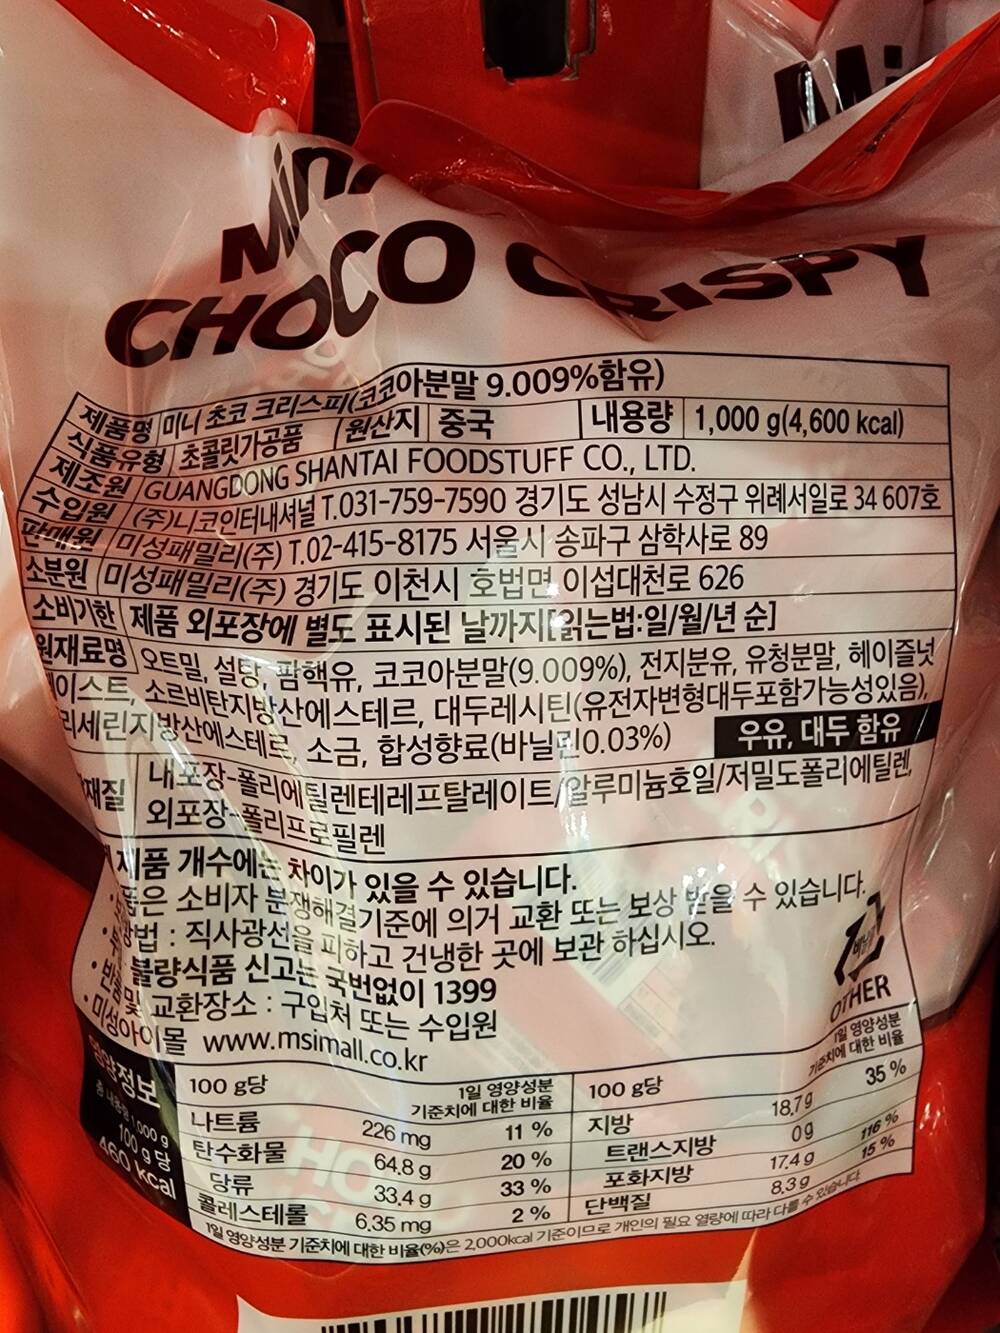 Mi
Mini
CHOCO CRISPY
제품명 미니 초코 크리스피(코코아분말 9.009%함유)
식품유형 초콜릿가공품 원산지 중국 내용량 1,000 g(4,600 kcal)
제조원 GUANGDONG SHANTAI FOODSTUFF CO., LTD.
수입원 (주)니코인터내셔널 T.031-759-7590 경기도 성남시 수정구 위례서일로 34 607호
판매원 미성패밀리(주) T.02-415-8175 서울시 송파구 삼학사로 89
소분원 (미성패밀리(주) 경기도 이천시 호법면 이섭대천로 626
소비기한 제품 외포장에 별도 표시된 날까지[읽는법:일/월/년 순]
원재료명 오트밀, 설탕, 팜핵유, 코코아분말(9.009%), 전지분유, 유청분말, 헤이즐넛
이스트, 소르비탄지방산에스테르, 대두레시틴(유전자변형대두포함가능성있음),
리세린지방산에스테르, 소금, 합성향료(바닐린0.03%) 우유, 대두 함유
재질 내포장-폴리에틸렌테레프탈레이트/알루미늄호일/저밀도폴리에틸렌,
외포장-폴리프로필렌
제품 개수에는 차이가 있을 수 있습니다.
품은 소비자 분쟁해결기준에 의거 교환 또는 보상 받을 수 있습니다.
방법 : 직사광선을 피하고 건냉한 곳에 보관 하십시오.
불량식품 신고는 국번없이 1399
• 반품 및 교환장소 : 구입처 또는 수입원
• 미성아이몰 www.msimall.co.kr
OTHER
영양정보 100 g당 1일 영양성분 기준치에 대한 비율 100 g당 1일 영양성분 기준치에 대한 비율
총 내용량 1,000 g
100 g당
460 kcal
나트륨 226 mg 11 % 지방 18.7g 35 %
탄수화물 64.8 g 20 % 트랜스지방 0g
당류 33.4 g 33 % 포화지방 17.4g 116 %
콜레스테롤 6.35 mg 2 % 단백질 8.3g 15 %
1일 영양성분 기준치에 대한 비율(%)은 2,000kcal 기준이므로 개인의 필요 열량에 따라 다를 수 있습니다.